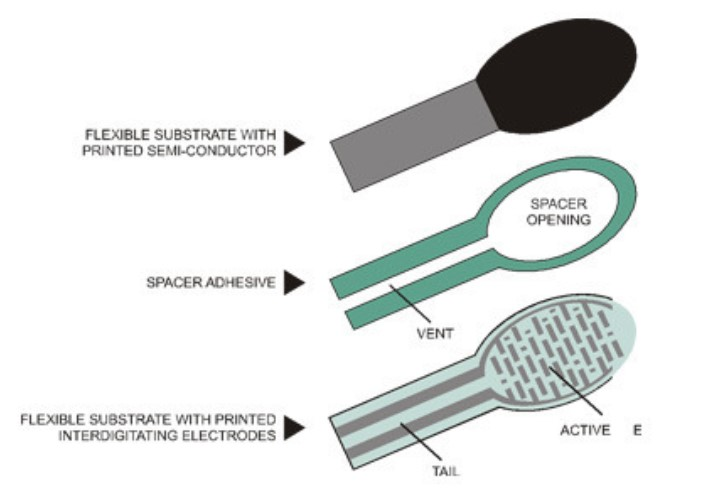 FLEXIBLE SUBSTRATE WITH
PRINTED SEMI-CONDUCTOR
SPACER
OPENING
SPACER ADHESIVE
VENT
FLEXIBLE SUBSTRATE WITH PRINTED
INTERDIGITATING ELECTRODES
ACTIVE E
TAIL